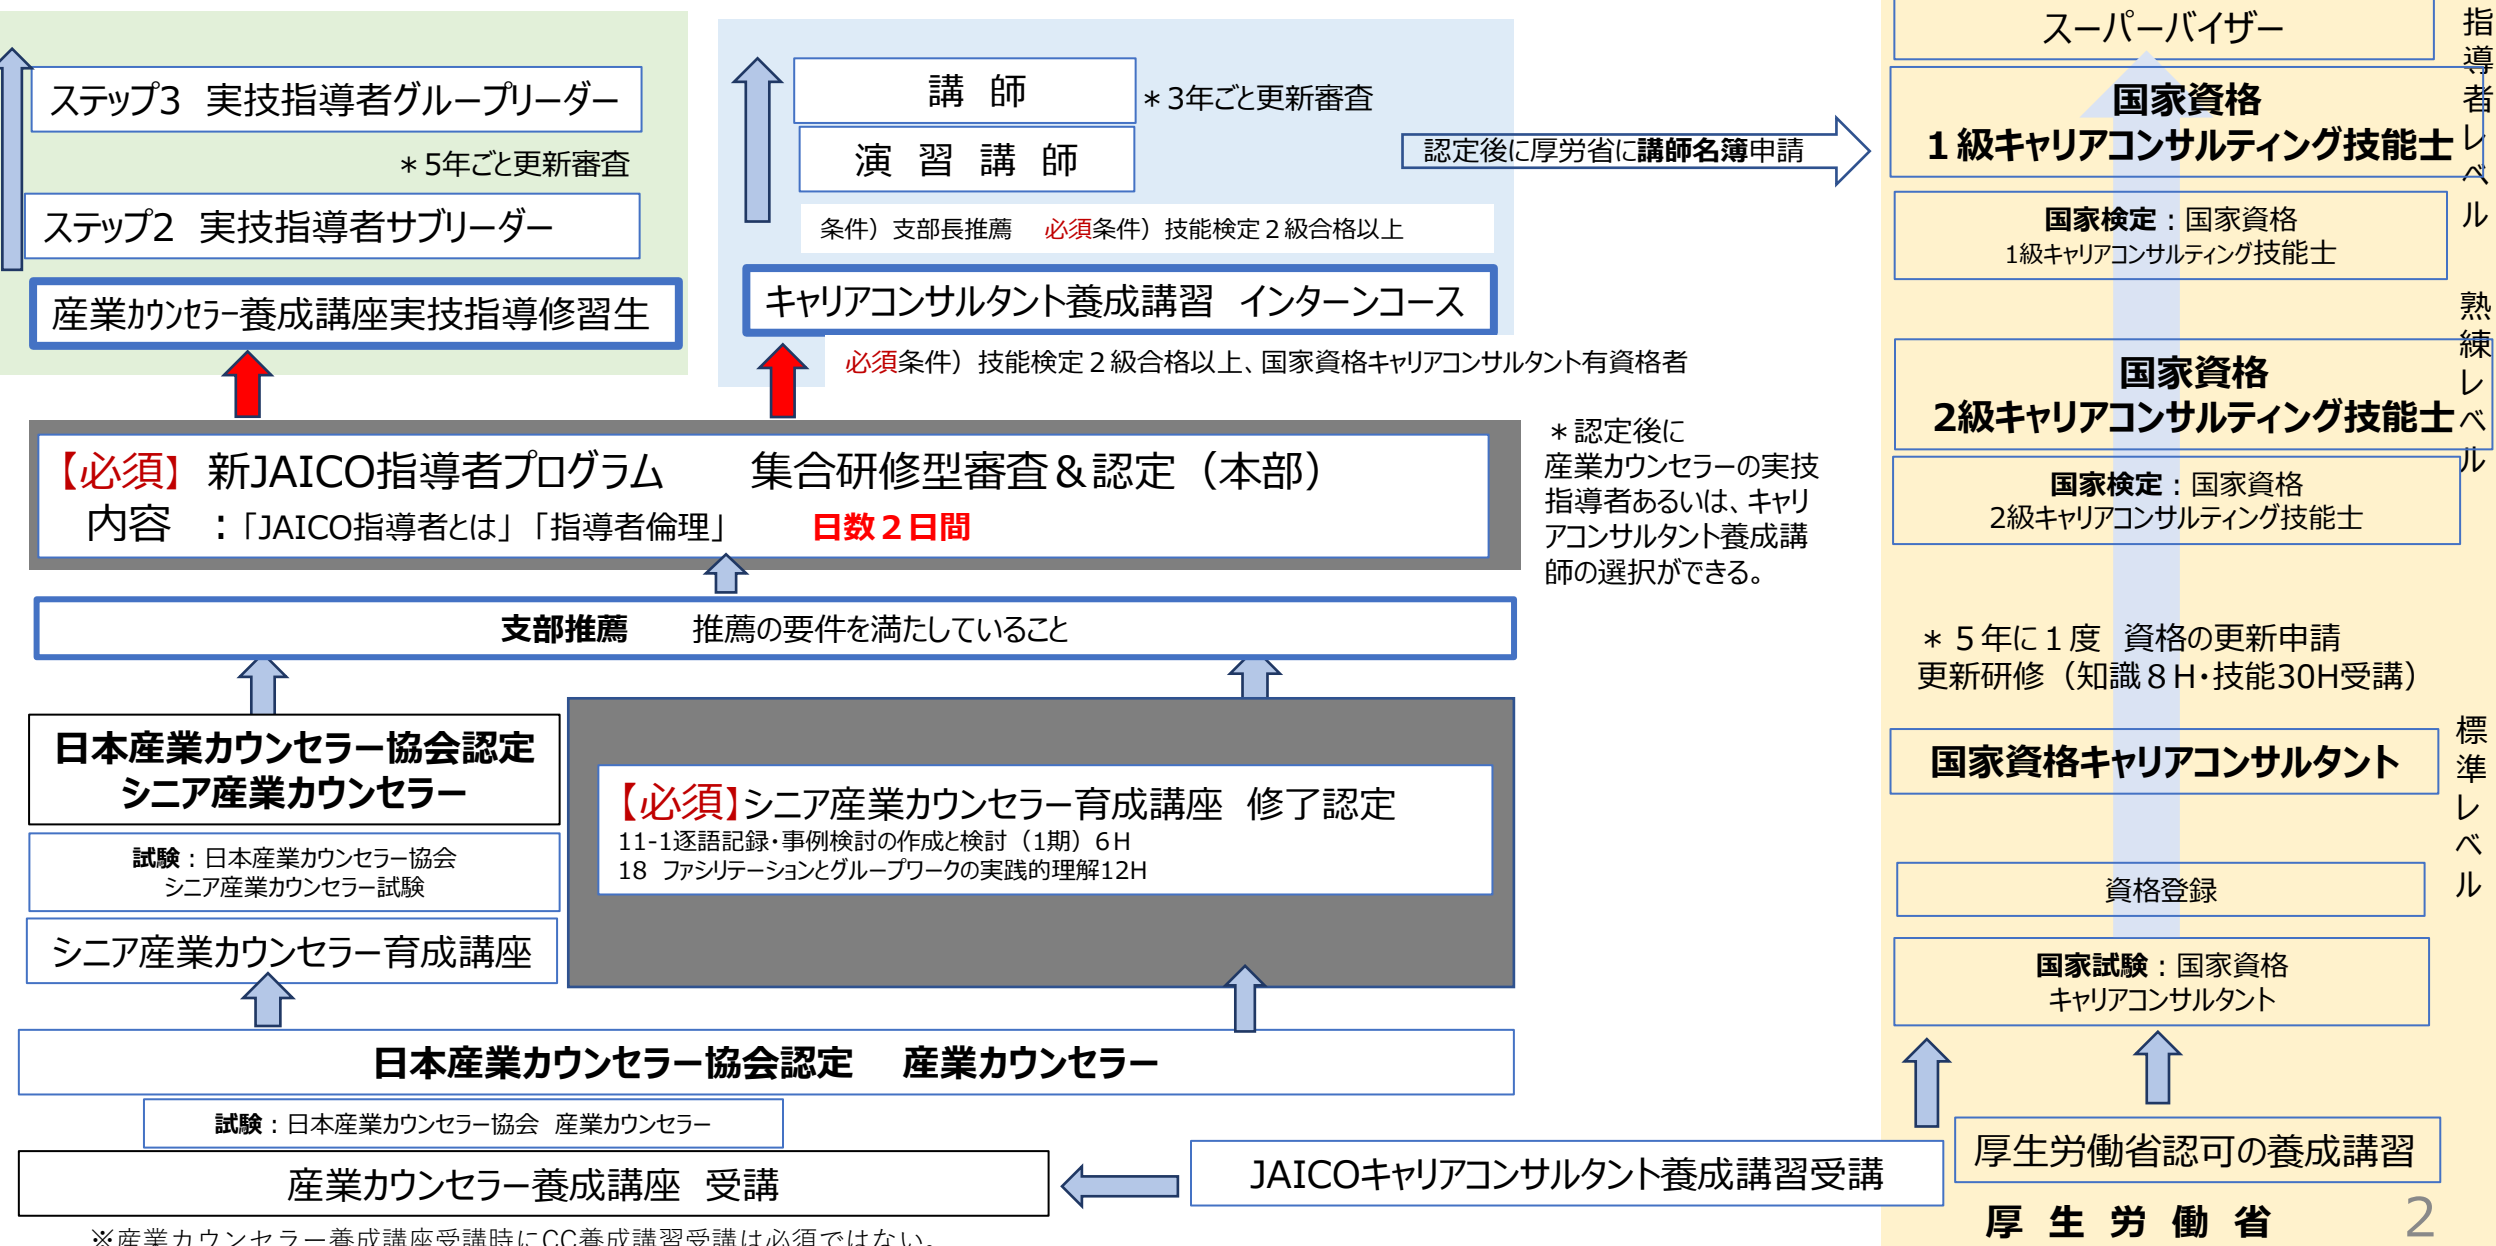 ステップ3　実技指導者グループリーダー
＊5年ごと更新審査
ステップ2　実技指導者サブリーダー
産業カウンセラー養成講座実技指導修習生
講　師
＊3年ごと更新審査
演　習　講　師
条件）支部長推薦　必須条件）技能検定２級合格以上
キャリアコンサルタント養成講習　インターンコース
必須条件）技能検定２級合格以上、国家資格キャリアコンサルタント有資格者
認定後に厚労省に講師名簿申請
【必須】新JAICO指導者プログラム　　集合研修型審査＆認定（本部）
内容　：「JAICO指導者とは」「指導者倫理」　　日数２日間
＊認定後に
産業カウンセラーの実技
指導者あるいは、キャリ
アコンサルタント養成講
師の選択ができる。
支部推薦　　推薦の要件を満たしていること
日本産業カウンセラー協会認定
シニア産業カウンセラー
試験：日本産業カウンセラー協会
シニア産業カウンセラー試験
シニア産業カウンセラー育成講座
【必須】シニア産業カウンセラー育成講座　修了認定
11-1逐語記録・事例検討の作成と検討（1期）6H
18　ファシリテーションとグループワークの実践的理解12H
日本産業カウンセラー協会認定　産業カウンセラー
試験：日本産業カウンセラー協会　産業カウンセラー
産業カウンセラー養成講座　受講
JAICOキャリアコンサルタント養成講習受講
※産業カウンセラー養成講座受講時にCC養成講習受講は必須ではない。
スーパーバイザー
国家資格
１級キャリアコンサルティング技能士
国家検定：国家資格
1級キャリアコンサルティング技能士
指導者レベル
国家資格
2級キャリアコンサルティング技能士
国家検定：国家資格
2級キャリアコンサルティング技能士
熟練レベル
＊５年に１度　資格の更新申請
更新研修（知識８H・技能30H受講）
国家資格キャリアコンサルタント
資格登録
国家試験：国家資格
キャリアコンサルタント
標準レベル
厚生労働省認可の養成講習
厚　生　労　働　省
2